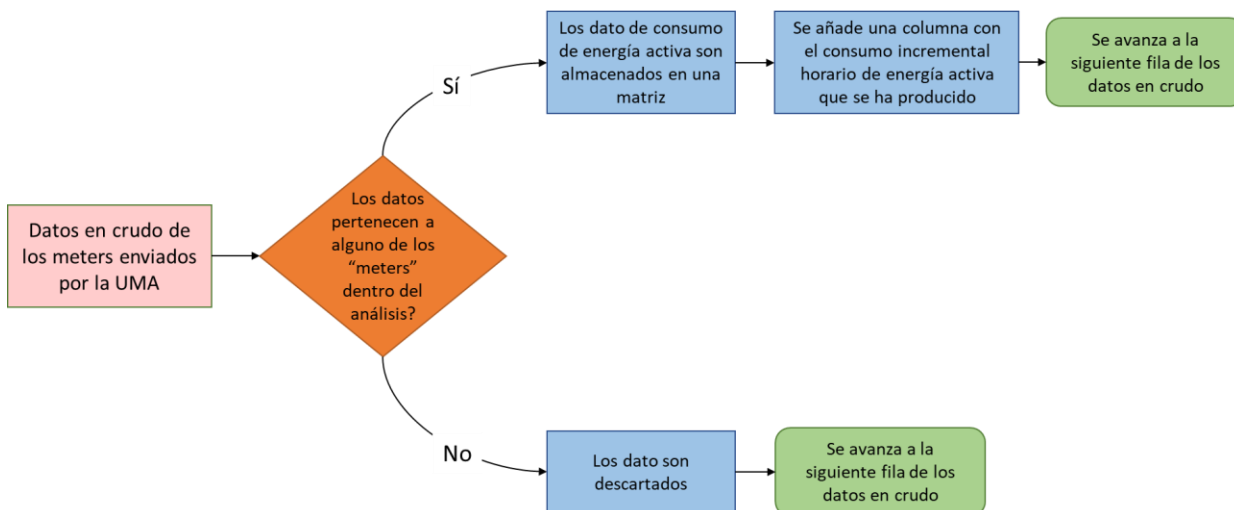 Datos en crudo de
los meters enviados
por la UMA
Los datos
pertenecen a
alguno de los
“meters”
dentro del
análisis?
Sí
Los dato de consumo
de energía activa son
almacenados en una
matriz
Se añade una columna con
el consumo incremental
horario de energía activa
que se ha producido
Se avanza a la
siguiente fila de los
datos en crudo
No
Los dato son
descartados
Se avanza a la
siguiente fila de los
datos en crudo